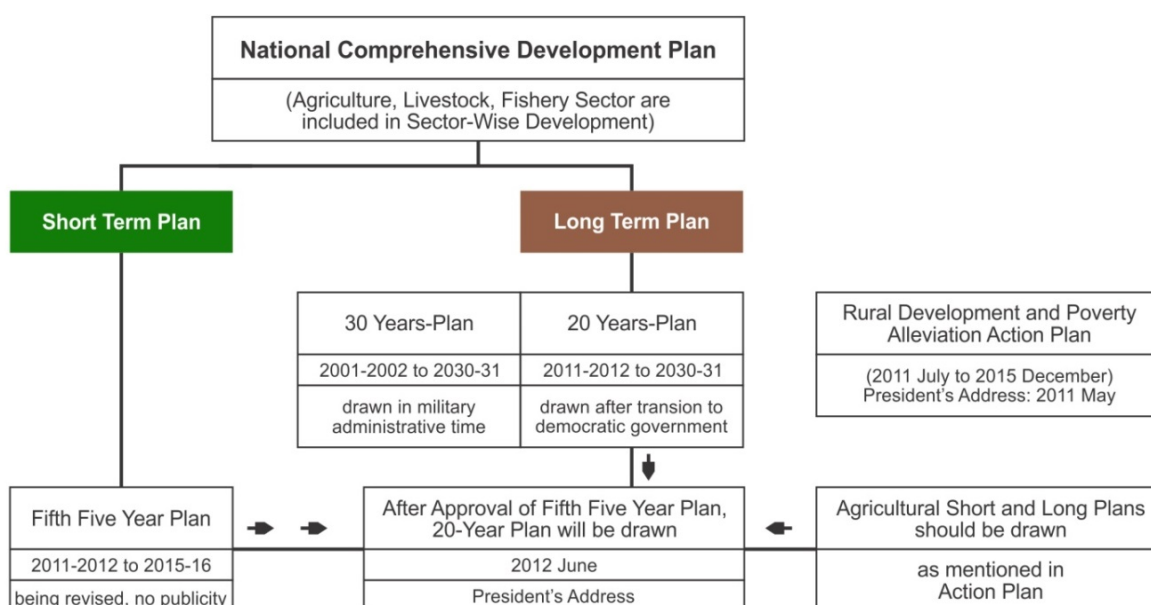 National Comprehensive Development Plan
(Agriculture, Livestock, Fishery Sector are
included in Sector-Wise Development)
Short Term Plan
Long Term Plan
30 Years-Plan
2001-2002 to 2030-31
drawn in military
administrative time
20 Years-Plan
2011-2012 to 2030-31
drawn after transion to
democratic government
Rural Development and Poverty
Alleviation Action Plan
(2011 July to 2015 December)
President's Address: 2011 May
Fifth Five Year Plan
2011-2012 to 2015-16
being revised, no publicity
After Approval of Fifth Five Year Plan,
20-Year Plan will be drawn
2012 June
President's Address
Agricultural Short and Long Plans
should be drawn
as mentioned in
Action Plan